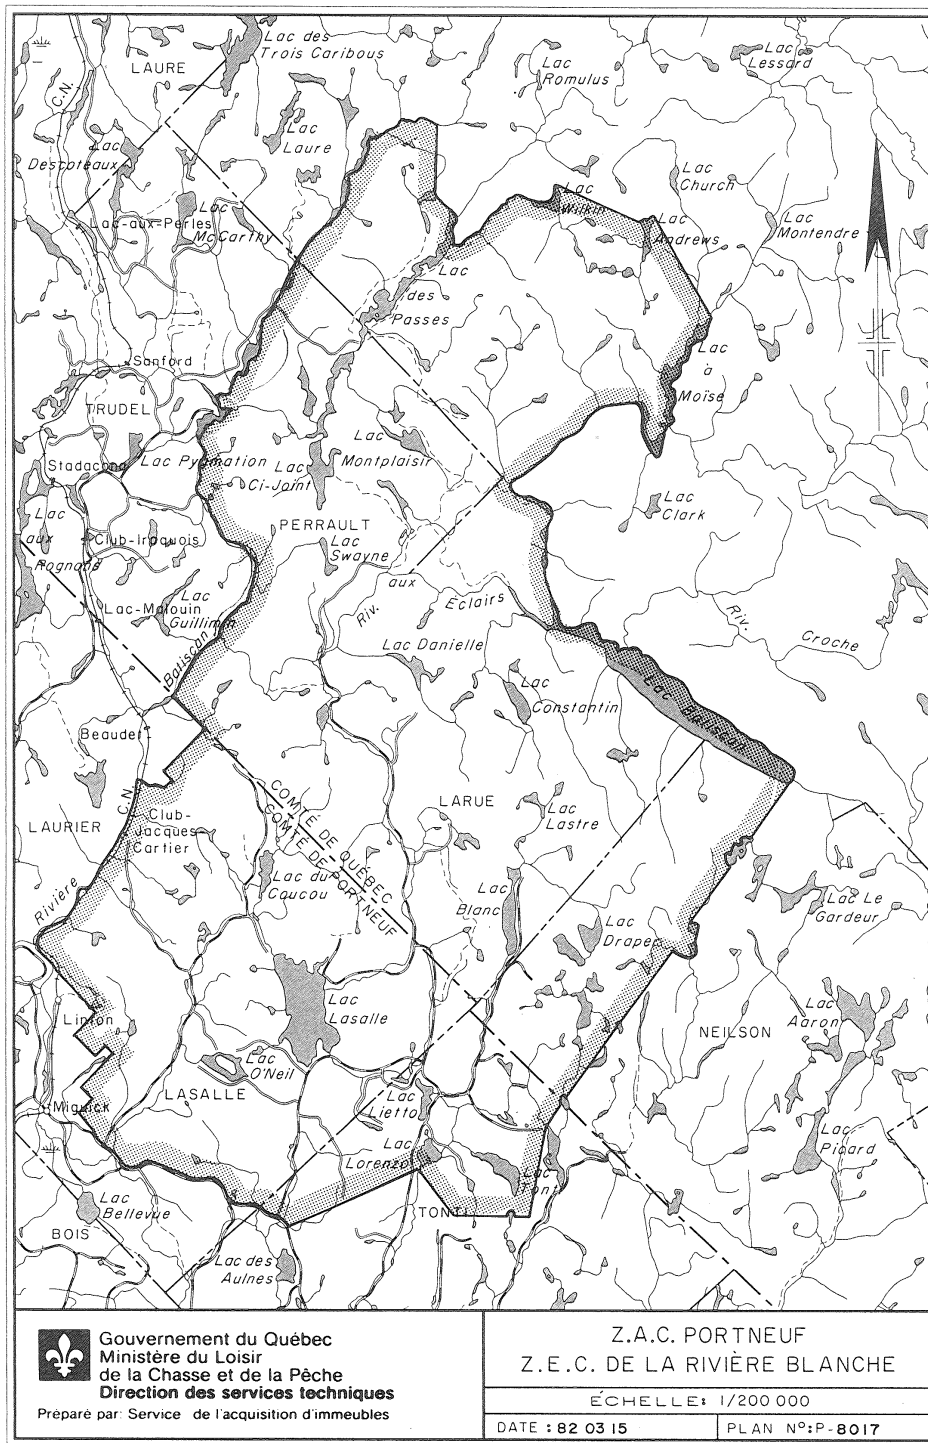 Lac des
Trois Caribous
LAURE
C.N.
Lac
Romulus
Lac
Lessard
Lac
Laure
Lac
Descoteaux
Lac
Church
Lac
Wilkin
Lac-aux-Perles
Lac
McCarthy
Lac
Andrews
Lac
Montendre
Lac
des
Passes
Sanford
Lac
à
Moïse
TRUDEL
Stadacona
Lac Pygmation
Lac
Montplaisir
Lac
Ci-Joint
Lac
Clark
PERRAULT
Lac
aux
Rognons
Club-Iroquois
Lac
Swayne
Riv.
aux
Eclairs
Lac
Guillimin
Lac-Malouin
Batiscan
Lac Danielle
Riv.
Croche
Lac
Constantin
Lac Batiscan
Beaudet
C.N.
COMTÉ DE QUÉBEC
COMTÉ DE PORTNEUF
LARUE
Lac
Lastre
LAURIER
Club-
Jacques-
Cartier
Lac du
Coucou
Rivière
Lac
Blanc
Lac
Draper
Lac Le
Gardeur
Lac
Lasalle
Linton
Lac
Aaron
NEILSON
Lac
O'Neil
LASALLE
Miguick
Lac
Lietto
Lac
Lorenzo
Lac
Picard
Lac
Tonti
TONTI
Lac
Bellevue
BOIS
Lac des
Aulnes
Gouvernement du Québec
Ministère du Loisir
de la Chasse et de la Pêche
Direction des services techniques
Préparé par: Service de l'acquisition d'immeubles
Z.A.C. PORTNEUF
Z.E.C. DE LA RIVIÈRE BLANCHE
ÉCHELLE: 1/200 000
DATE : 82 03 15
PLAN Nº:P-8017